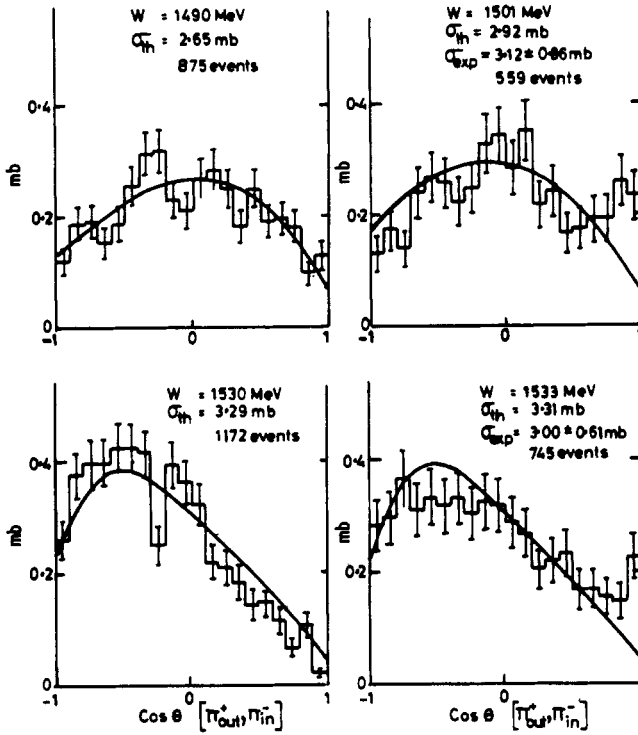 W = 1490 MeV
σth = 2·65 mb
875 events
0·4
mb
0·2
0
-1
0
1
W = 1501 MeV
σth = 2·92 mb
σexp = 3·12 ± 0·86 mb
559 events
0·4
0·2
0
-1
0
1
W = 1530 MeV
σth = 3·29 mb
1172 events
0·4
mb
0·2
0
-1
0
1
Cos θ [π+out, π-in]
W = 1533 MeV
σth = 3·31 mb
σexp = 3·00 ± 0·61 mb
745 events
0·4
0·2
0
-1
0
1
Cos θ [π+out, π-in]